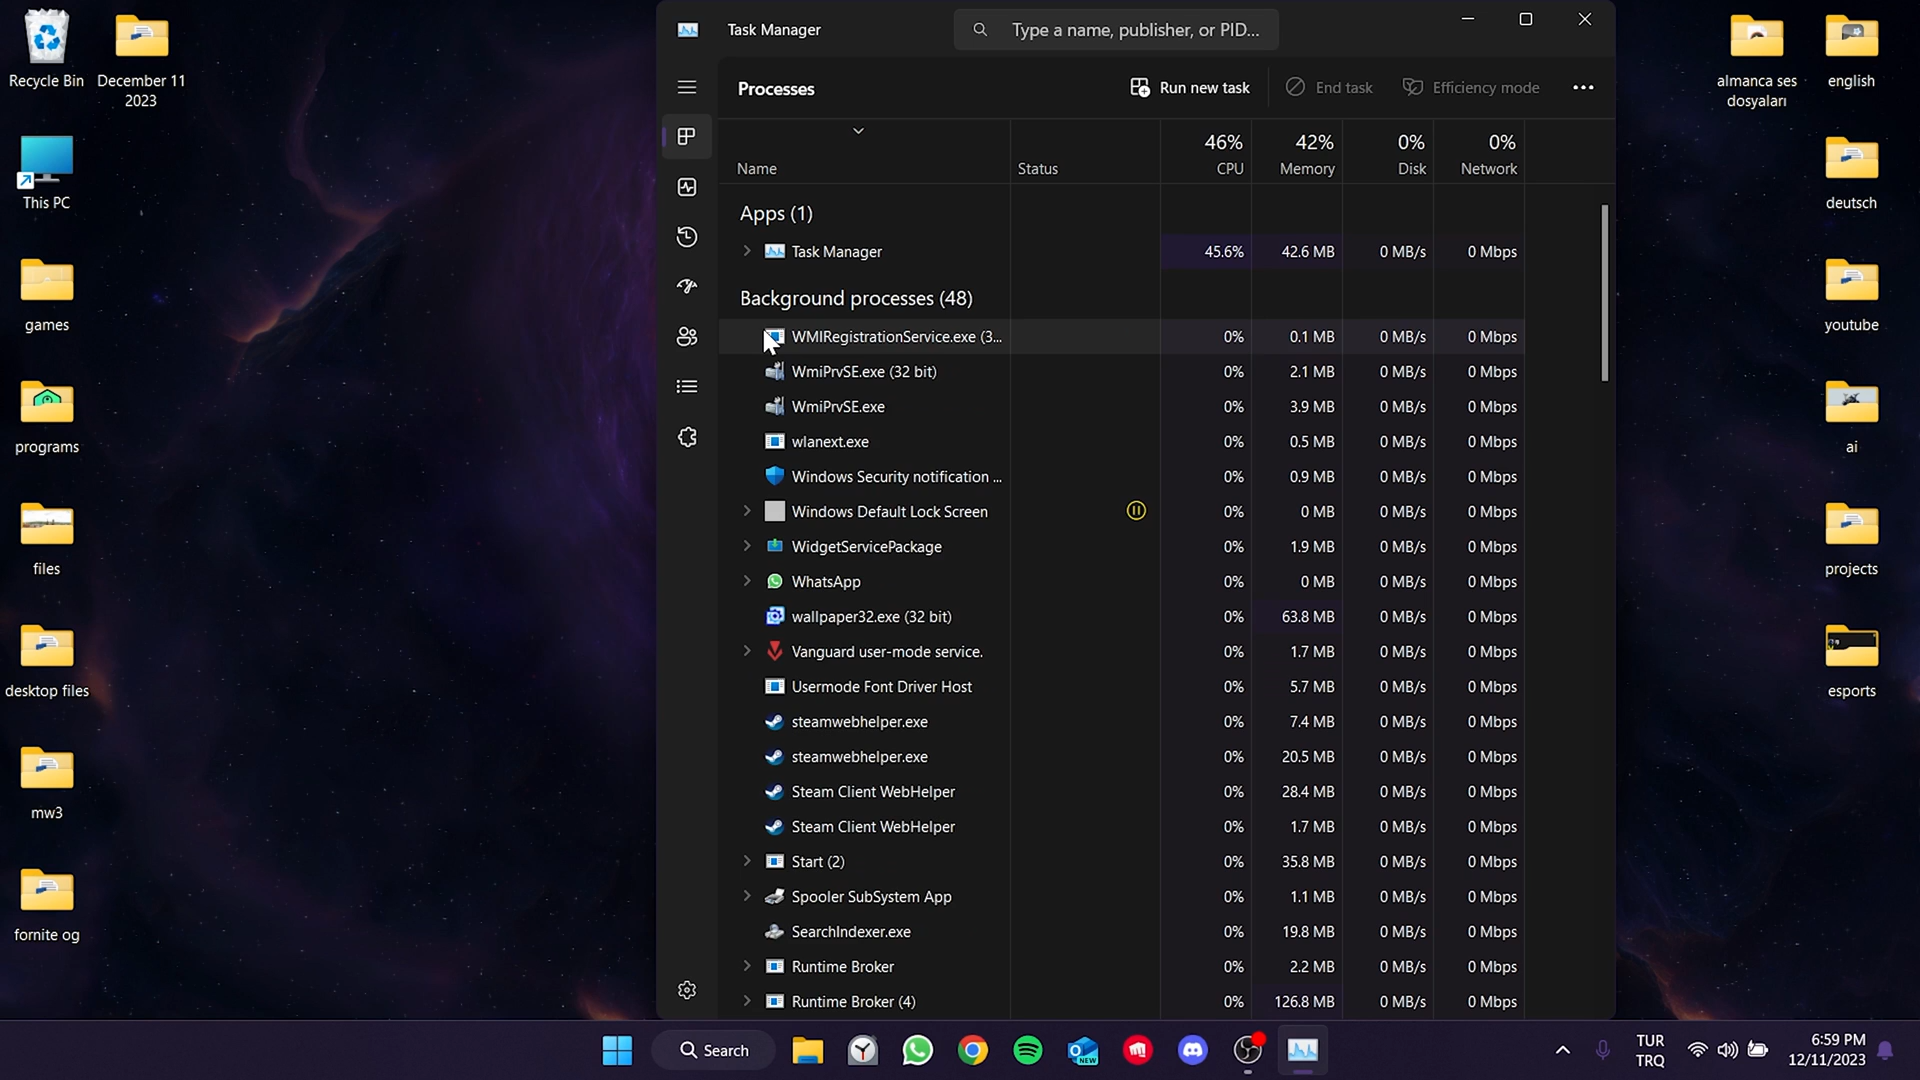 Recycle Bin
December 11
2023
This PC
games
programs
files
desktop files
mw3
fornite og
Task Manager
Type a name, publisher, or PID...
Processes
Run new task
End task
Efficiency mode
Name
Status
46%
CPU
42%
Memory
0%
Disk
0%
Network
Apps (1)
Task Manager 45.6% 42.6 MB 0 MB/s 0 Mbps
Background processes (48)
WMIRegistrationService.exe (3... 0% 0.1 MB 0 MB/s 0 Mbps
WmiPrvSE.exe (32 bit) 0% 2.1 MB 0 MB/s 0 Mbps
WmiPrvSE.exe 0% 3.9 MB 0 MB/s 0 Mbps
wlanext.exe 0% 0.5 MB 0 MB/s 0 Mbps
Windows Security notification ... 0% 0.9 MB 0 MB/s 0 Mbps
Windows Default Lock Screen 0% 0 MB 0 MB/s 0 Mbps
WidgetServicePackage 0% 1.9 MB 0 MB/s 0 Mbps
WhatsApp 0% 0 MB 0 MB/s 0 Mbps
wallpaper32.exe (32 bit) 0% 63.8 MB 0 MB/s 0 Mbps
Vanguard user-mode service. 0% 1.7 MB 0 MB/s 0 Mbps
Usermode Font Driver Host 0% 5.7 MB 0 MB/s 0 Mbps
steamwebhelper.exe 0% 7.4 MB 0 MB/s 0 Mbps
steamwebhelper.exe 0% 20.5 MB 0 MB/s 0 Mbps
Steam Client WebHelper 0% 28.4 MB 0 MB/s 0 Mbps
Steam Client WebHelper 0% 1.7 MB 0 MB/s 0 Mbps
Start (2) 0% 35.8 MB 0 MB/s 0 Mbps
Spooler SubSystem App 0% 1.1 MB 0 MB/s 0 Mbps
SearchIndexer.exe 0% 19.8 MB 0 MB/s 0 Mbps
Runtime Broker 0% 2.2 MB 0 MB/s 0 Mbps
Runtime Broker (4) 0% 126.8 MB 0 MB/s 0 Mbps
almanca ses
dosyaları
english
deutsch
youtube
ai
projects
esports
Search
NEW
TUR
TRQ
6:59 PM
12/11/2023